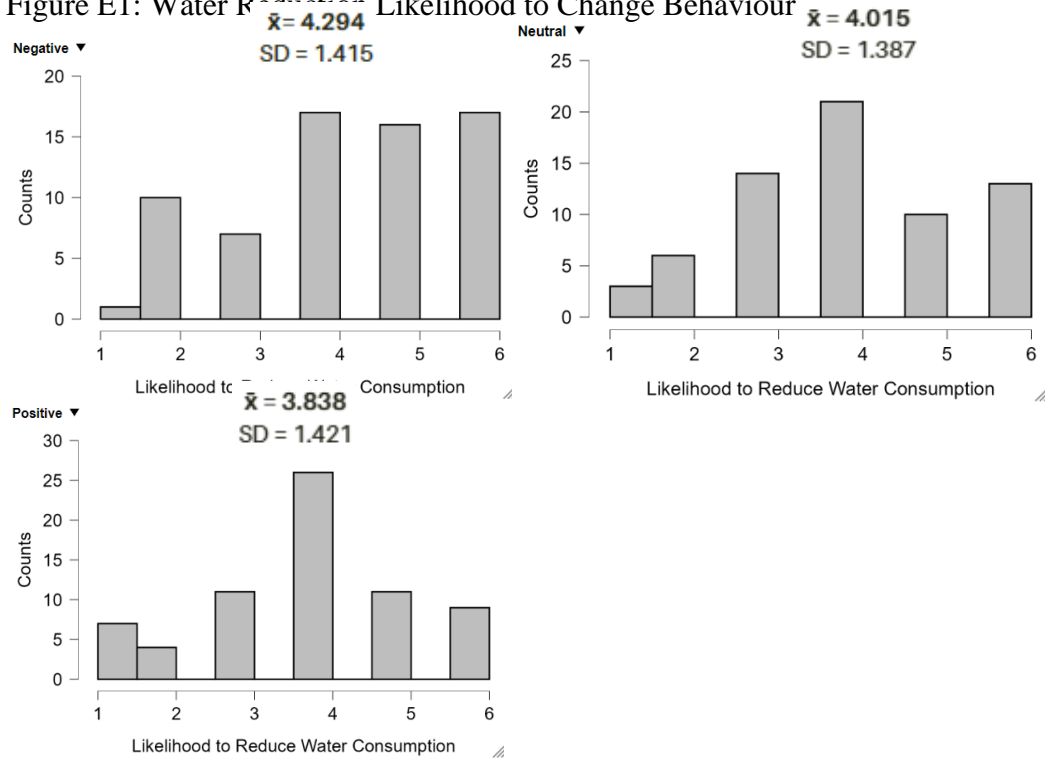 Figure E1: Water Likelihood to Change Behaviour
Negative ▼
x̄= 4.294
SD = 1.415
20
15
10
5
0
Counts
1 2 3 4 5 6
Likelihood Consumption
Neutral ▼
x̄ = 4.015
SD = 1.387
25
20
15
10
5
0
Counts
1 2 3 4 5 6
Likelihood to Reduce Water Consumption
Positive ▼
x̄ = 3.838
SD = 1.421
30
25
20
15
10
5
0
Counts
1 2 3 4 5 6
Likelihood to Reduce Water Consumption